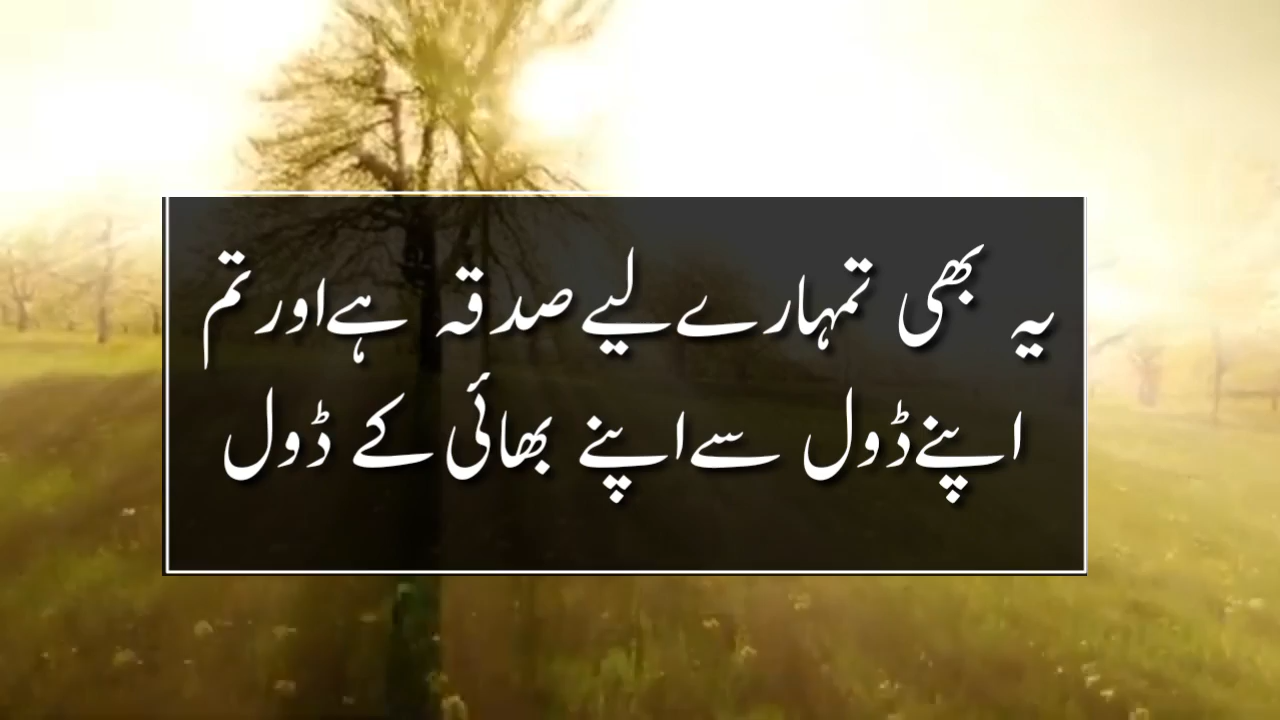 یہ بھی تمہارے لیے صدقہ ہے اور تم
اپنے ڈول سے اپنے بھائی کے ڈول